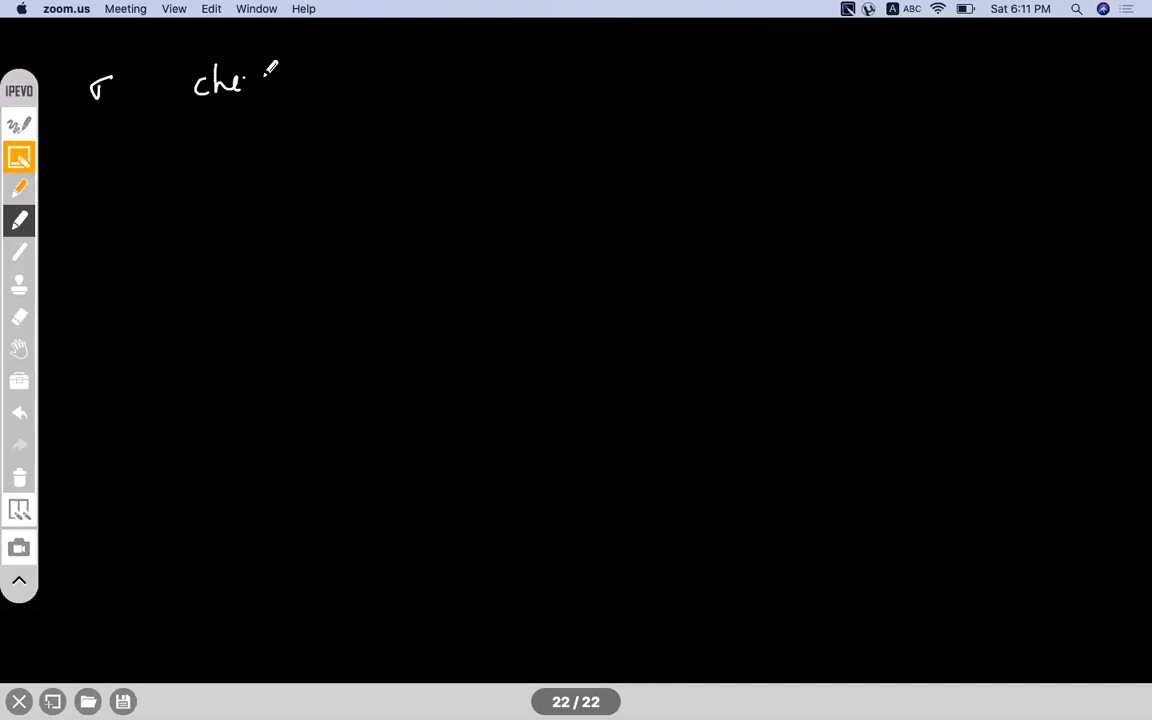 zoom.us Meeting View Edit Window Help A ABC Sat 6:11 PM
IPEVO
σ che
22 / 22